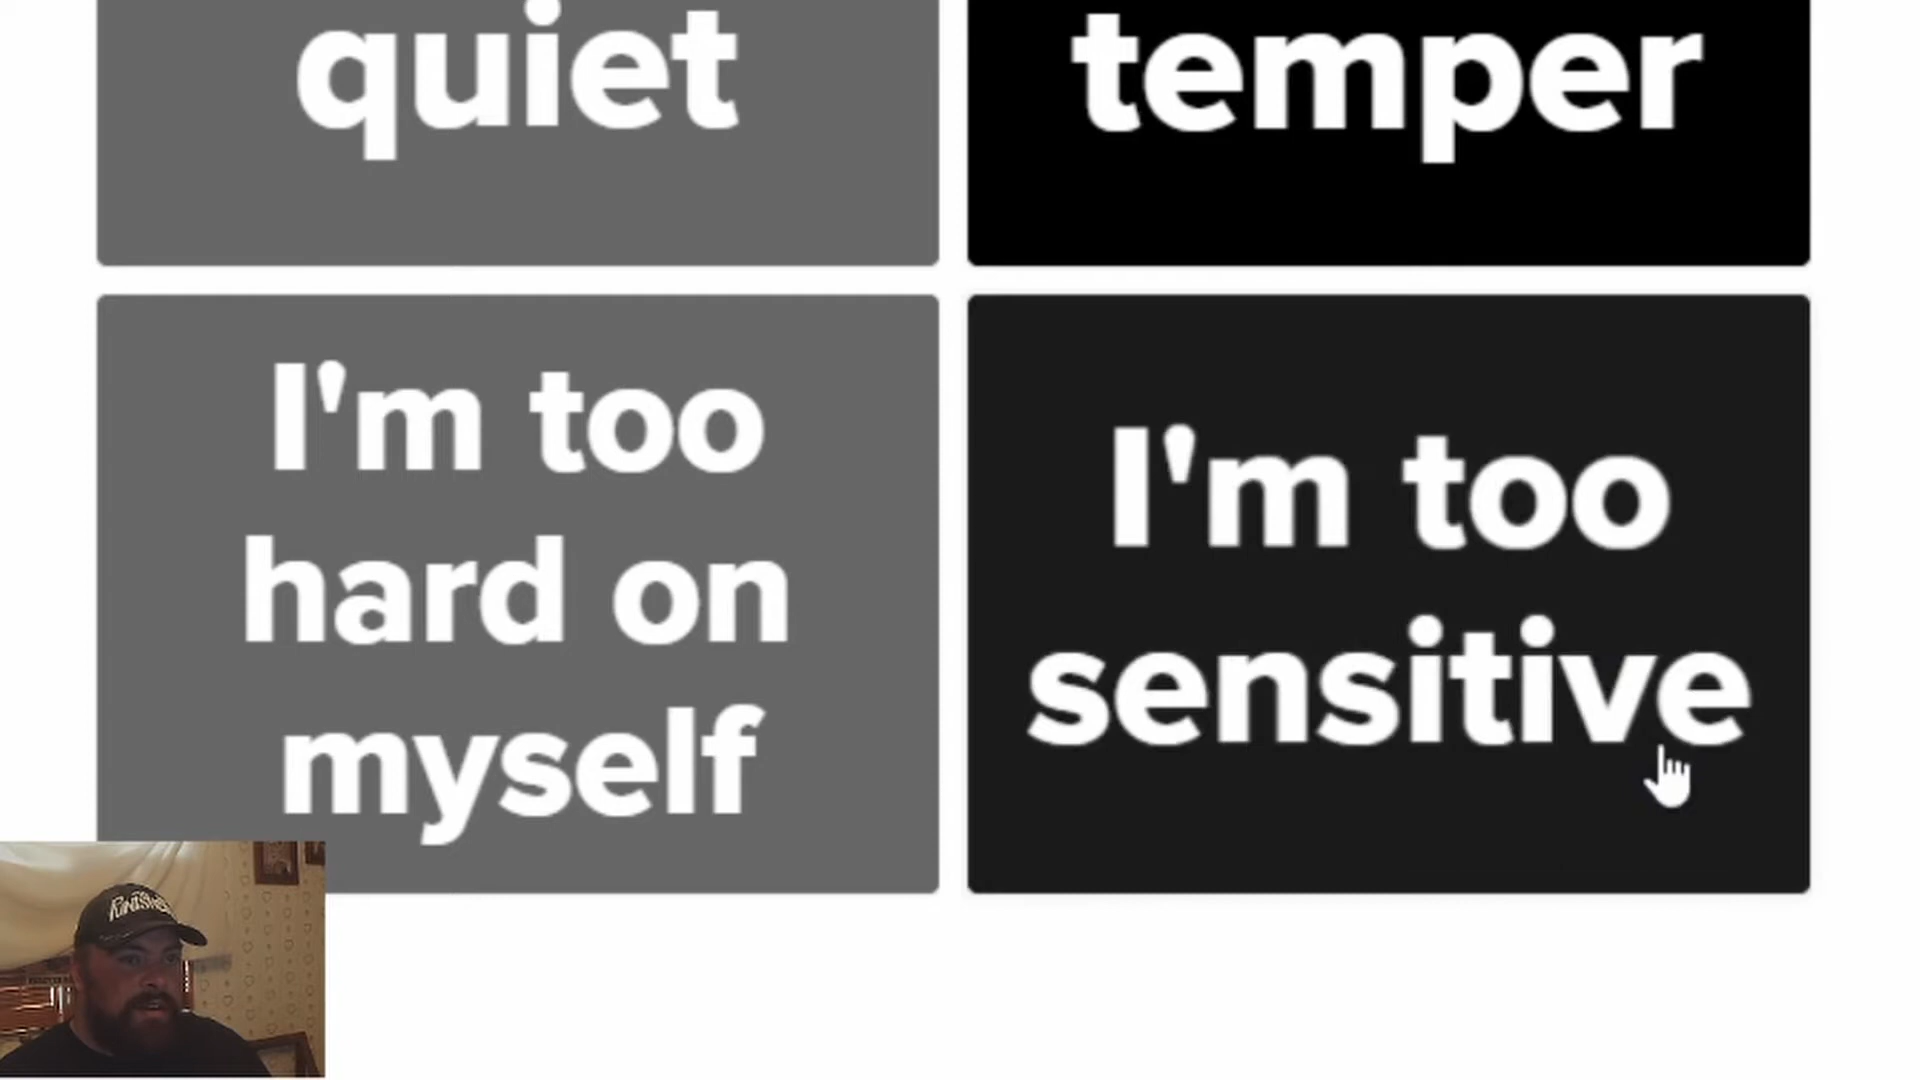 quiet
temper
I'm too
hard on
myself
I'm too
sensitive